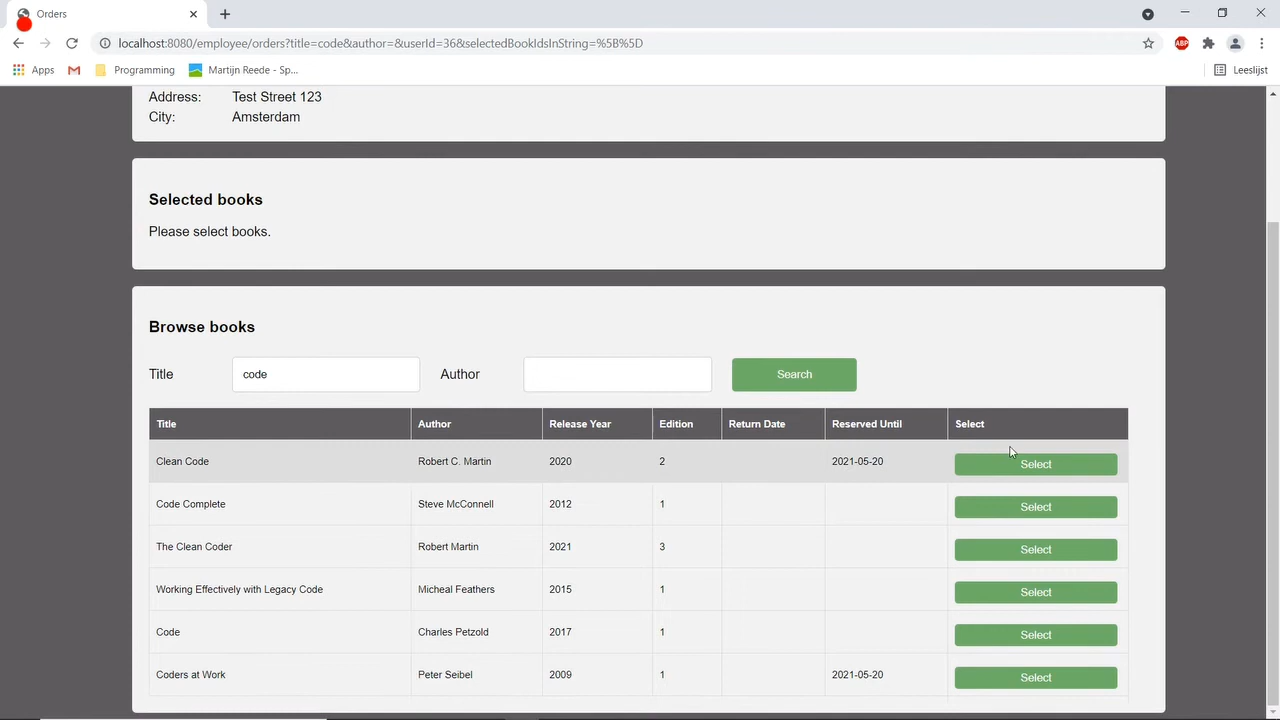 Orders
localhost:8080/employee/orders?title=code&author=&userId=36&selectedBookIdsInString=%5B%5D
ABP
Apps Programming Martijn Reede - Sp... Leeslijst
Address: Test Street 123
City: Amsterdam
Selected books
Please select books.
Browse books
Title code Author Search
Title Author Release Year Edition Return Date Reserved Until Select
Clean Code Robert C. Martin 2020 2 2021-05-20 Select
Code Complete Steve McConnell 2012 1 Select
The Clean Coder Robert Martin 2021 3 Select
Working Effectively with Legacy Code Micheal Feathers 2015 1 Select
Code Charles Petzold 2017 1 Select
Coders at Work Peter Seibel 2009 1 2021-05-20 Select